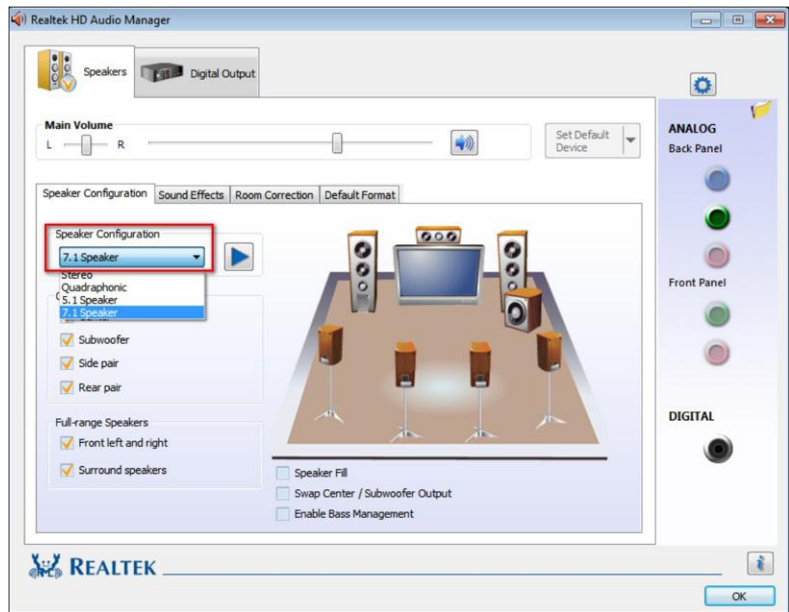 Realtek HD Audio Manager
Speakers
Digital Output
Main Volume
L
R
Set Default
Device
Speaker Configuration
Sound Effects
Room Correction
Default Format
Speaker Configuration
7.1 Speaker
Stereo
Quadraphonic
5.1 Speaker
7.1 Speaker
Subwoofer
Side pair
Rear pair
Full-range Speakers
Front left and right
Surround speakers
Speaker Fill
Swap Center / Subwoofer Output
Enable Bass Management
ANALOG
Back Panel
Front Panel
DIGITAL
REALTEK
OK